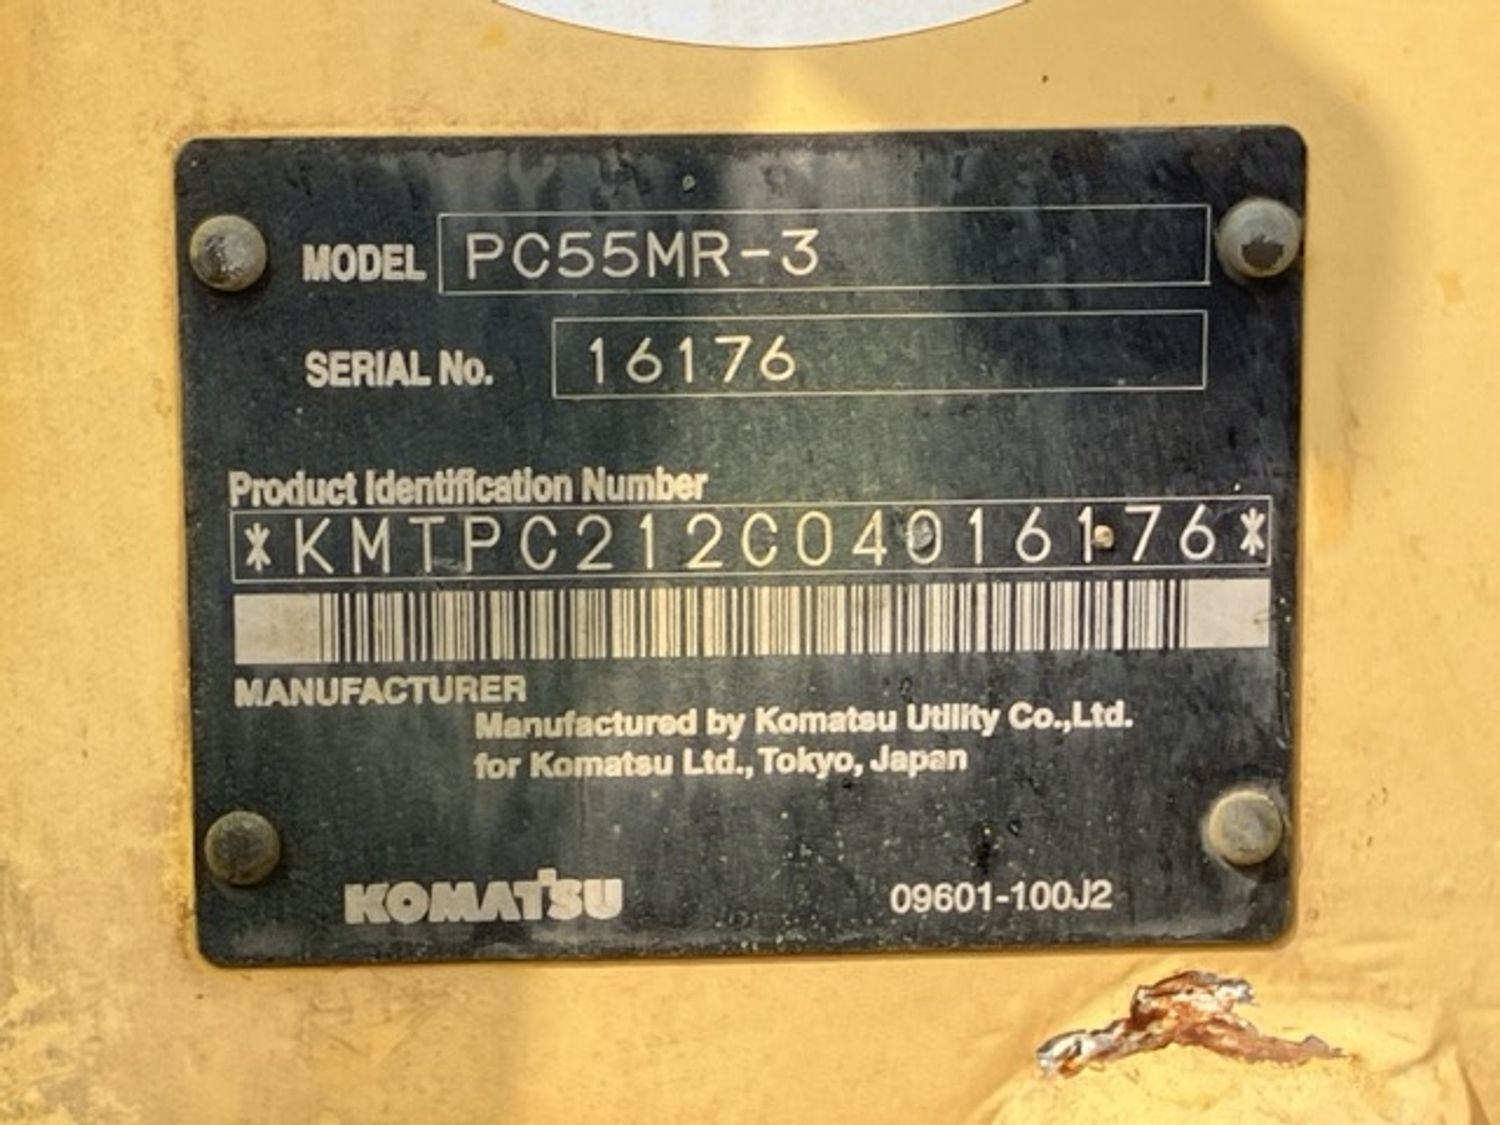 MODEL PC55MR-3
SERIAL No. 16176
Product Identification Number
*KMTPC212C04016176*
MANUFACTURER
Manufactured by Komatsu Utility Co.,Ltd.
for Komatsu Ltd., Tokyo, Japan
KOMATSU 09601-100J2